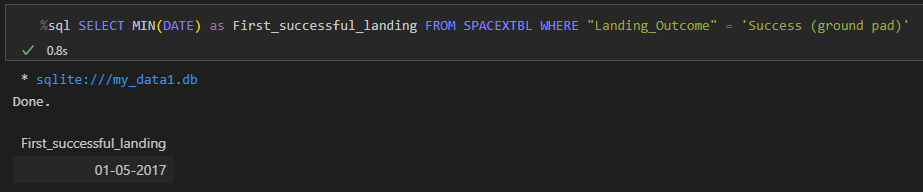 %sql SELECT MIN(DATE) as First_successful_landing FROM SPACEXTBL WHERE "Landing_Outcome" = 'Success (ground pad)'
✓ 0.8s
* sqlite:///my_data1.db
Done.
First_successful_landing
01-05-2017